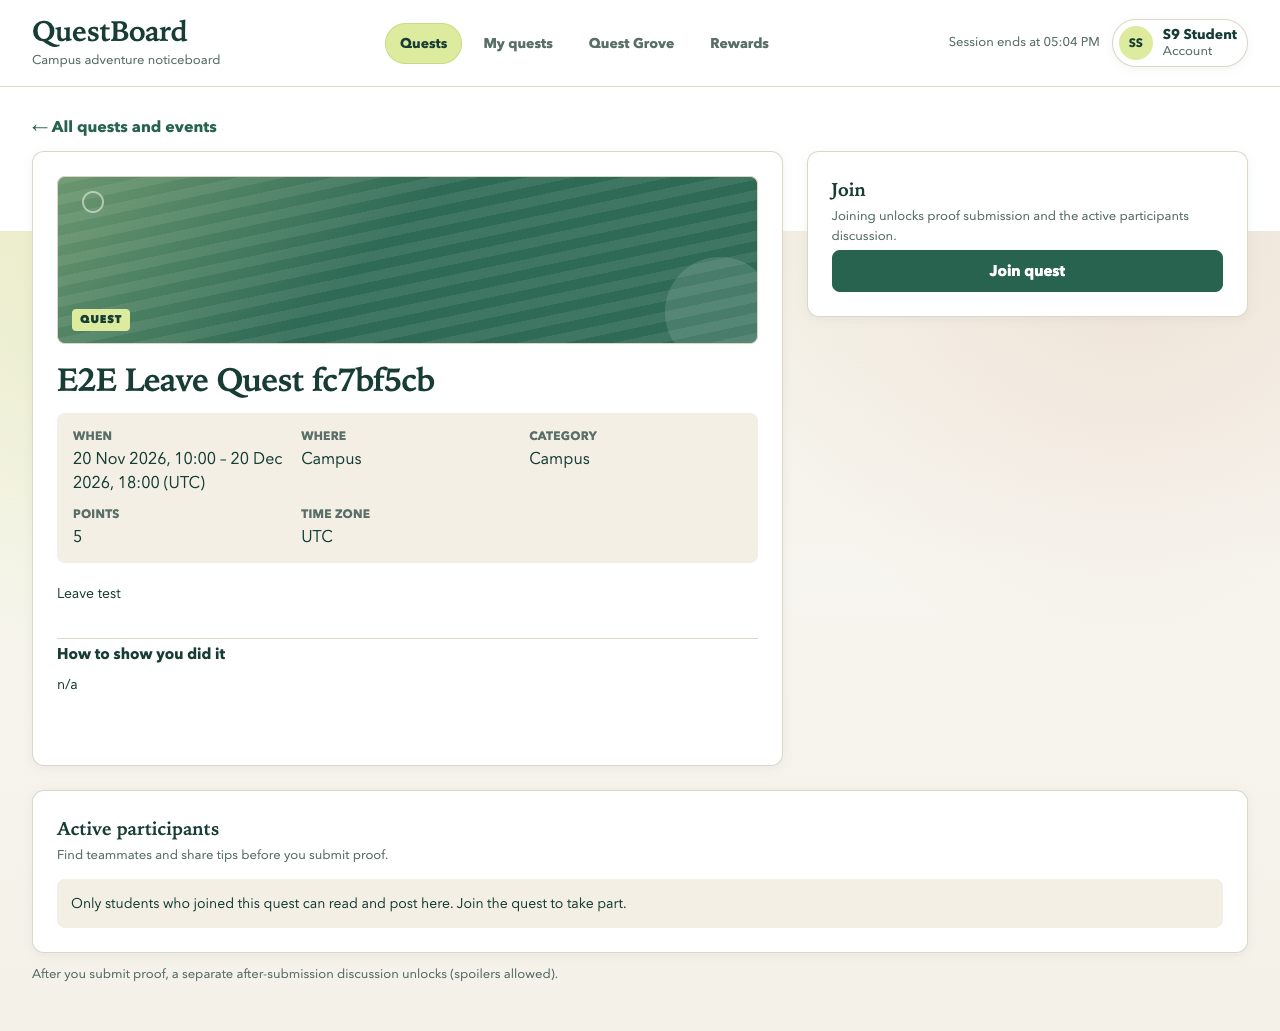 QuestBoard
Campus adventure noticeboard
Quests
My quests
Quest Grove
Rewards
Session ends at 05:04 PM
SS
S9 Student
Account
← All quests and events
QUEST
E2E Leave Quest fc7bf5cb
WHEN
20 Nov 2026, 10:00 – 20 Dec
2026, 18:00 (UTC)
WHERE
Campus
CATEGORY
Campus
POINTS
5
TIME ZONE
UTC
Leave test
How to show you did it
n/a
Join
Joining unlocks proof submission and the active participants
discussion.
Join quest
Active participants
Find teammates and share tips before you submit proof.
Only students who joined this quest can read and post here. Join the quest to take part.
After you submit proof, a separate after-submission discussion unlocks (spoilers allowed).